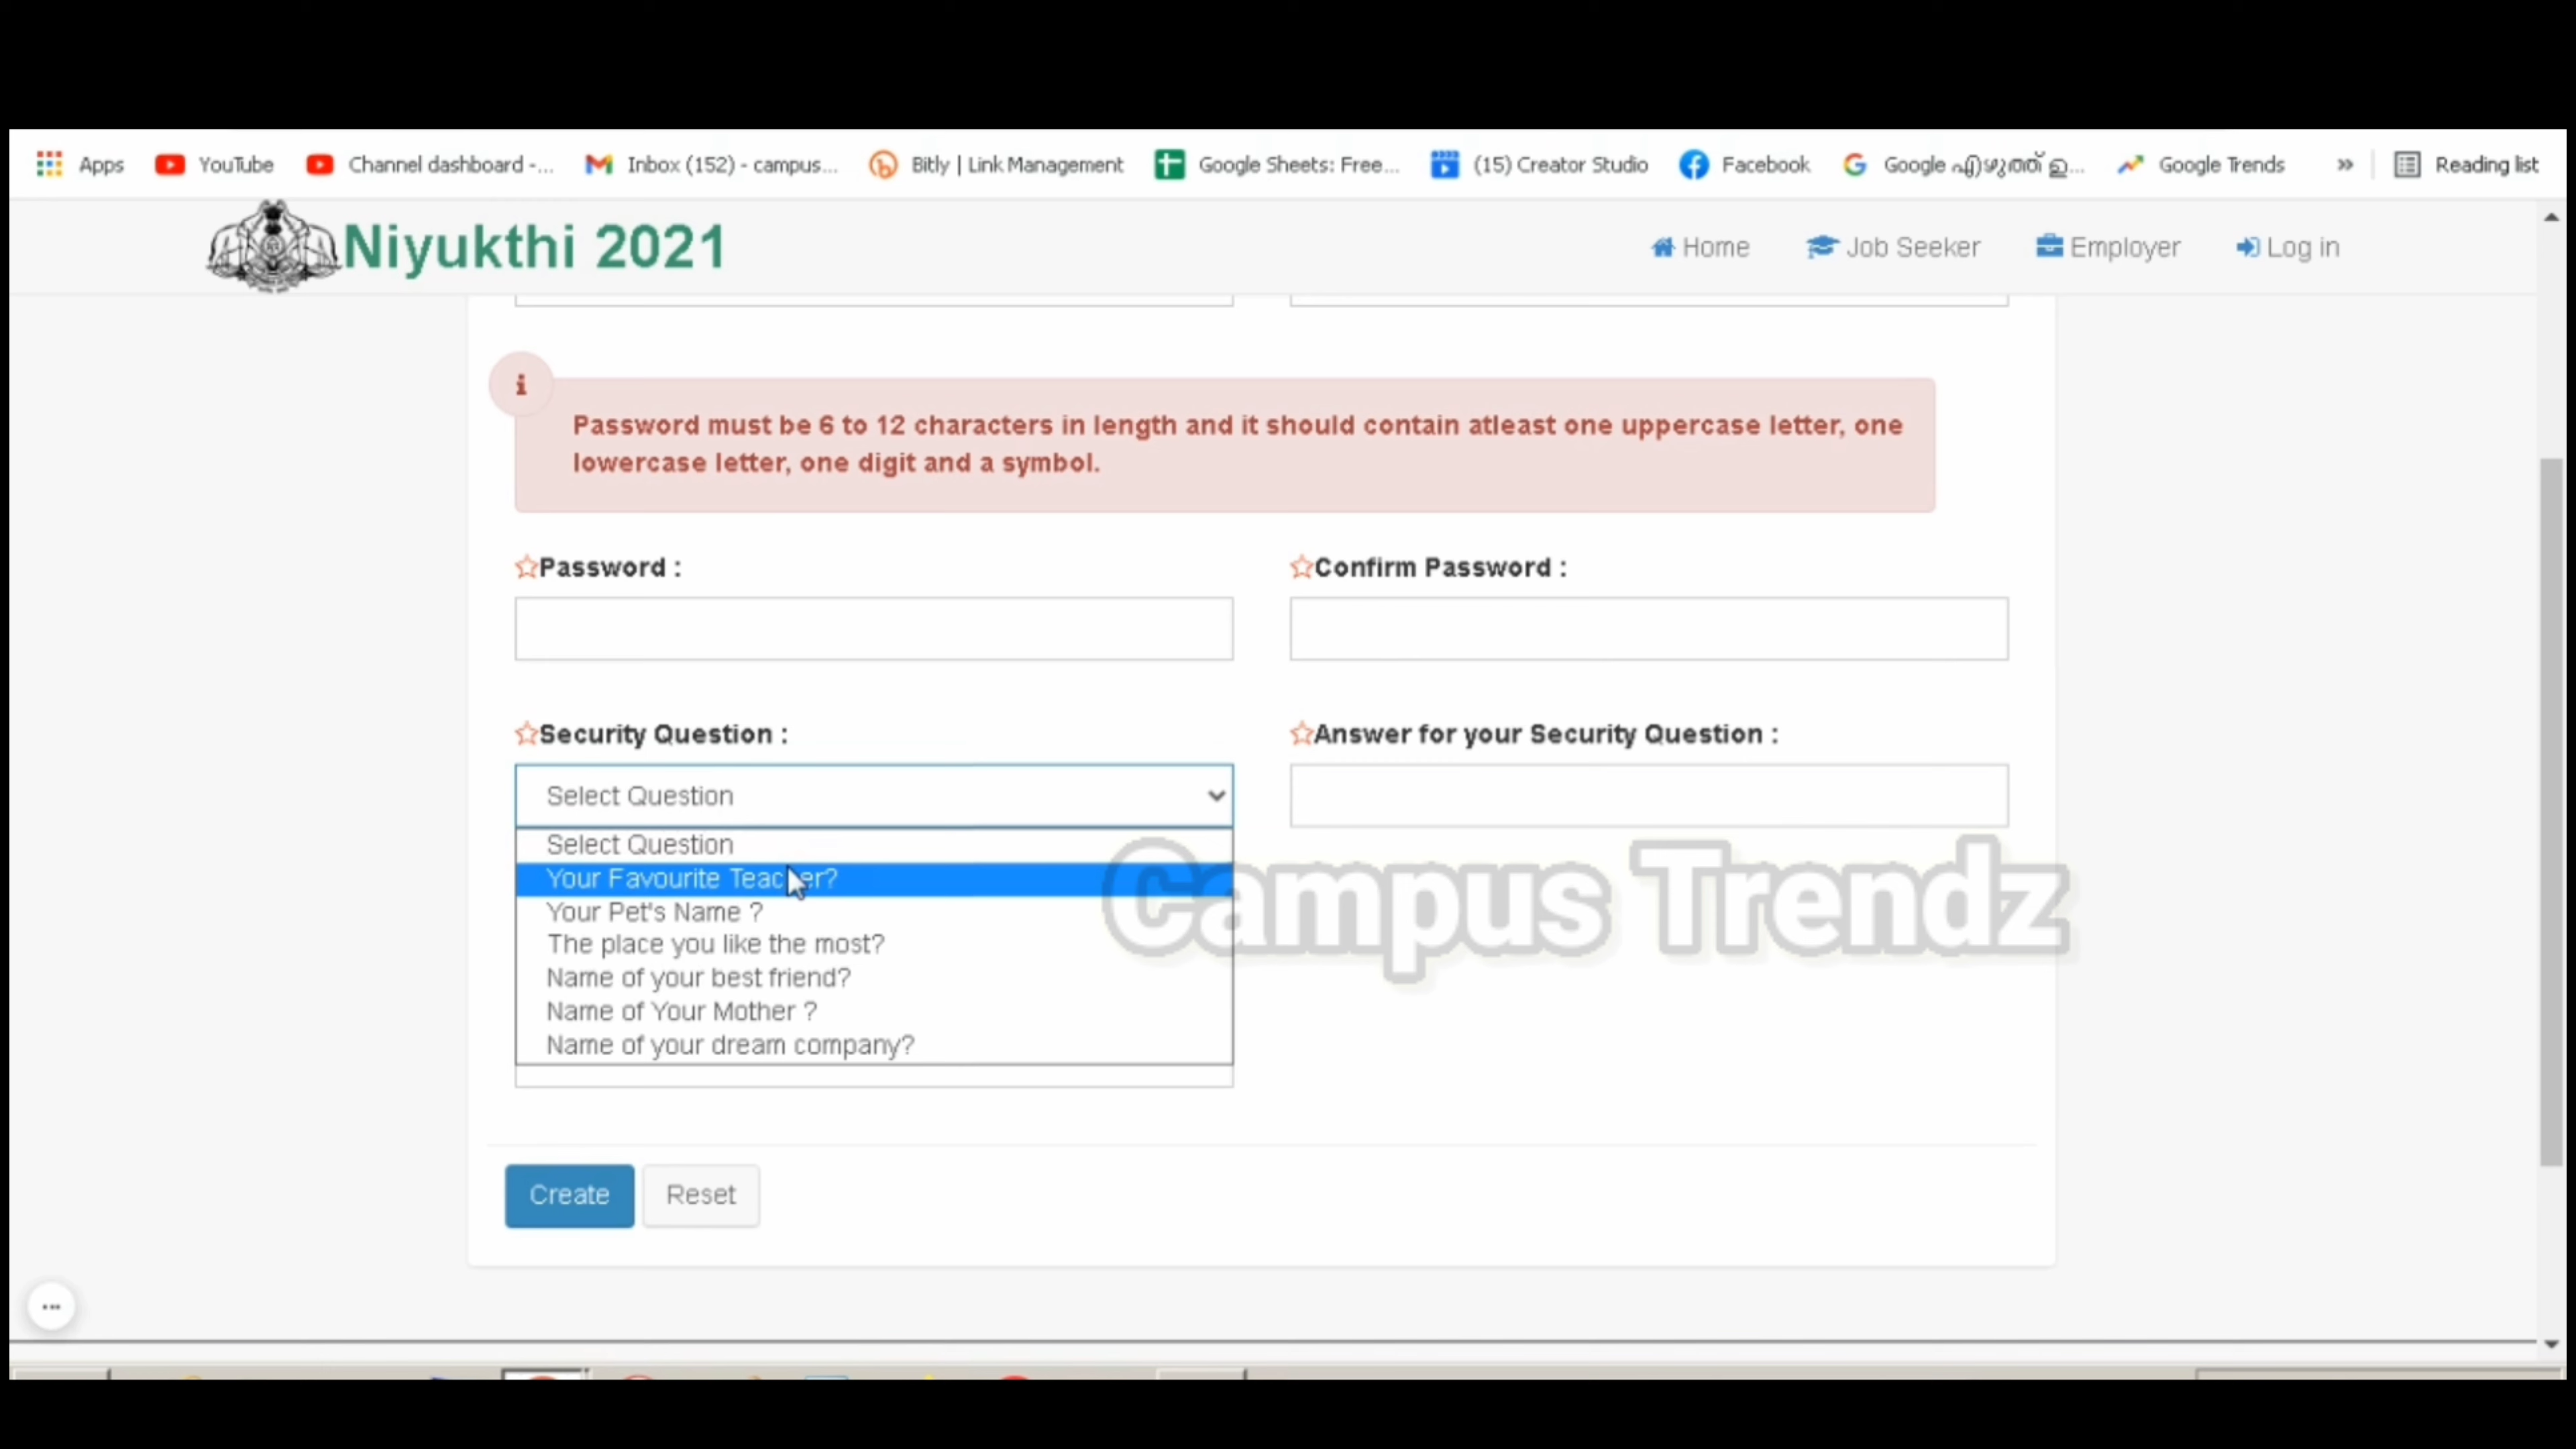 Apps YouTube Channel dashboard -... Inbox (152) - campus... Bitly | Link Management Google Sheets: Free... (15) Creator Studio Facebook Google എഴുത്ത് ഇ... Google Trends » Reading list
Niyukthi 2021 Home Job Seeker Employer Log in
Password must be 6 to 12 characters in length and it should contain atleast one uppercase letter, one
lowercase letter, one digit and a symbol.
Password : Confirm Password :
Security Question : Answer for your Security Question :
Select Question
Select Question
Your Favourite Teacher?
Your Pet's Name ?
The place you like the most?
Name of your best friend?
Name of Your Mother ?
Name of your dream company?
Campus Trendz
Create Reset